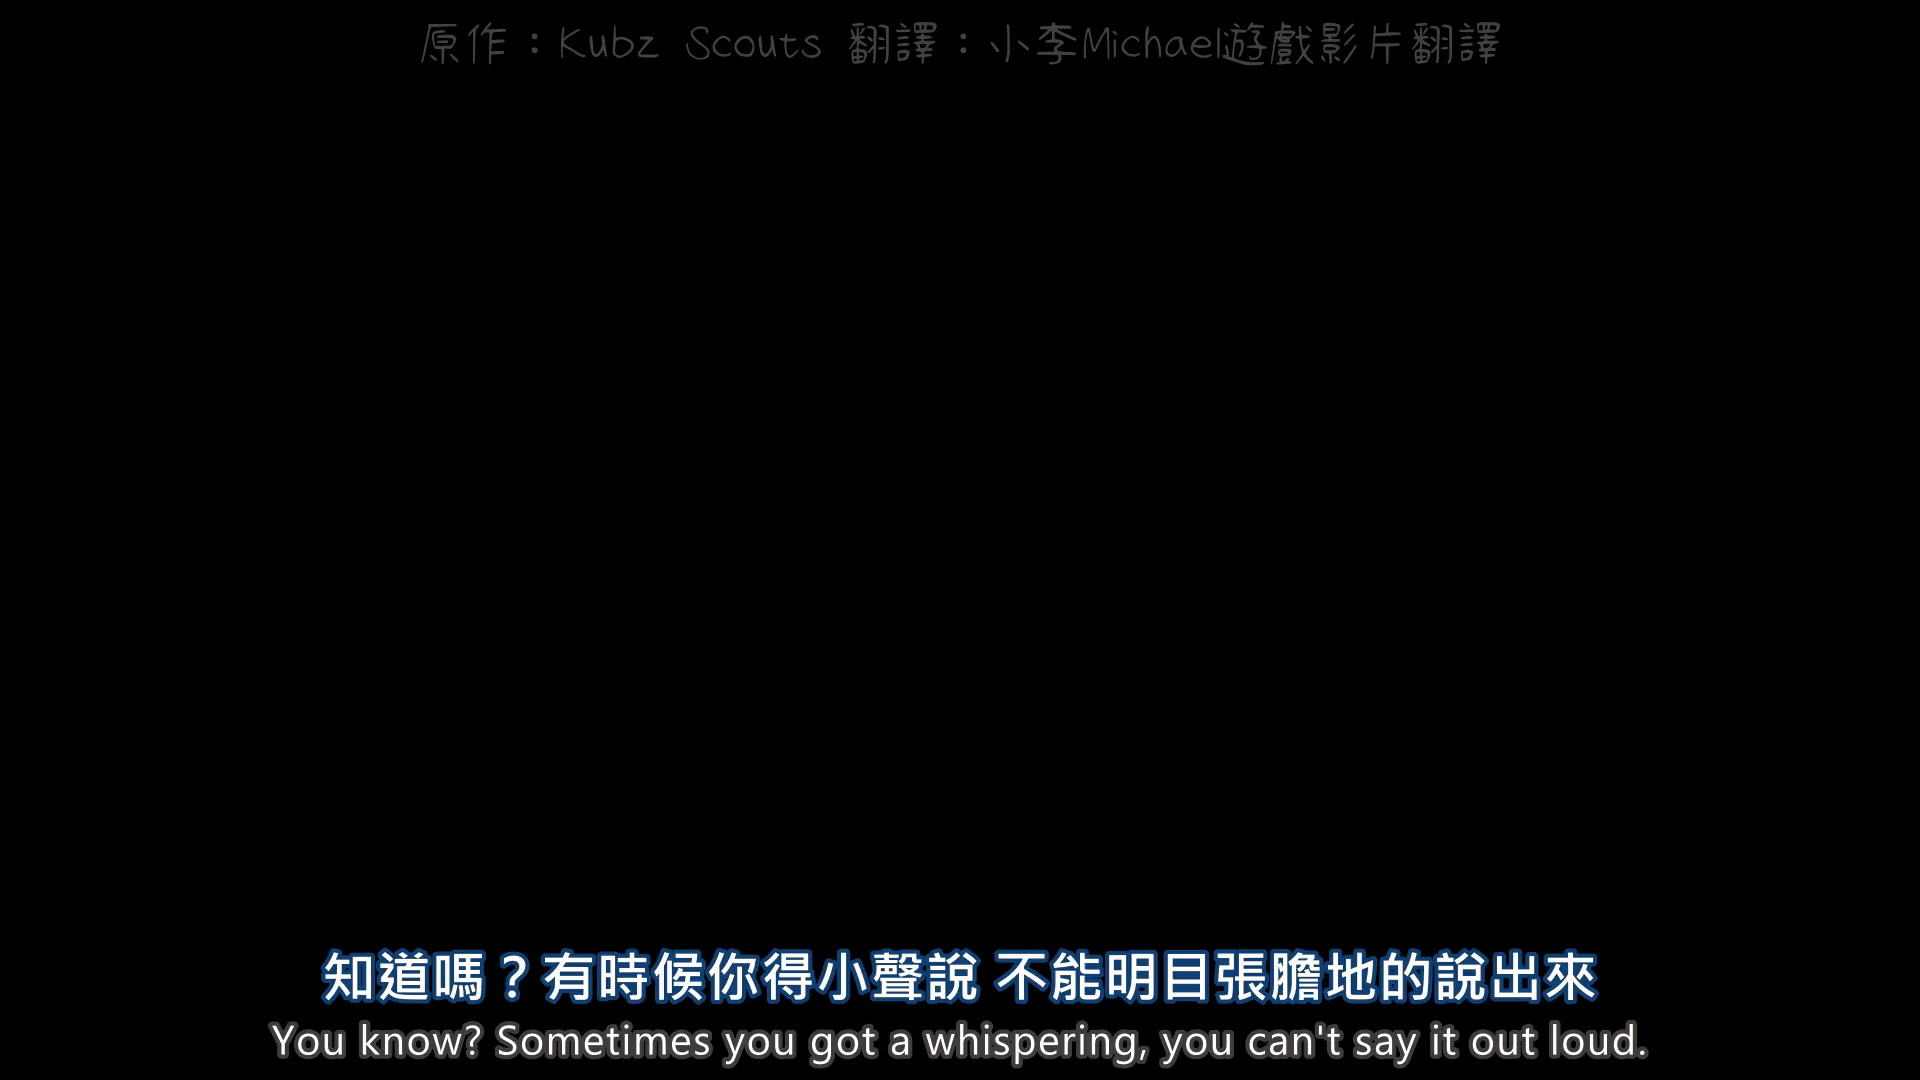 原作：Kubz Scouts 翻譯：小李Michael遊戲影片翻譯
知道嗎？有時候你得小聲說 不能明目張膽地的說出來
You know? Sometimes you got a whispering, you can't say it out loud.